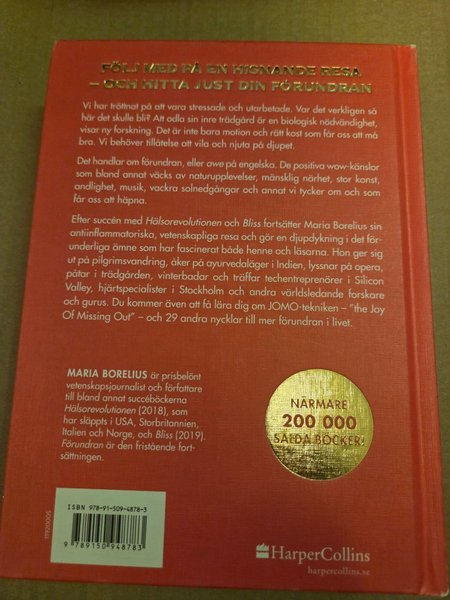 FÖLJ MED PÅ EN HISNANDE RESA
– OCH HITTA JUST DIN FÖRUNDRAN
Vi har tröttnat på att vara stressade och utarbetade. Var det verkligen så
här det skulle bli? Att odla sin inre trädgård är en biologisk nödvändighet,
visar ny forskning. Det är inte bara motion och rätt kost som får oss att må
bra. Vi behöver tillåtelse att vila och njuta på djupet.
Det handlar om förundran, eller awe på engelska. De positiva wow-känslor
som bland annat väcks av naturupplevelser, mänsklig närhet, stor konst,
andlighet, musik, vackra solnedgångar och annat vi tycker om och som
får oss att häpna.
Efter succén med Hälsorevolutionen och Bliss fortsätter Maria Borelius sin
antiinflammatoriska, vetenskapliga resa och gör en djupdykning i det för-
underliga ämne som har fascinerat både henne och läsarna. Hon ger sig
ut på pilgrimsvandring, åker på ayurvedaläger i Indien, lyssnar på opera,
påtar i trädgården, vinterbadar och träffar techentreprenörer i Silicon
Valley, hjärtspecialister i Stockholm och andra världsledande forskare
och gurus. Du kommer även att få lära dig om JOMO-tekniken – "the Joy
Of Missing Out" – och 29 andra nycklar till mer förundran i livet.
MARIA BORELIUS är prisbelönt
vetenskapsjournalist och författare
till bland annat succéböckerna
Hälsorevolutionen (2018), som
har släppts i USA, Storbritannien,
Italien och Norge, och Bliss (2019).
Förundran är den fristående fort-
sättningen.
NÄRMARE
200 000
SÅLDA BÖCKER!
ISBN 978-91-509-4878-3
9 789150 948783
11920005
HarperCollins
harpercollins.se